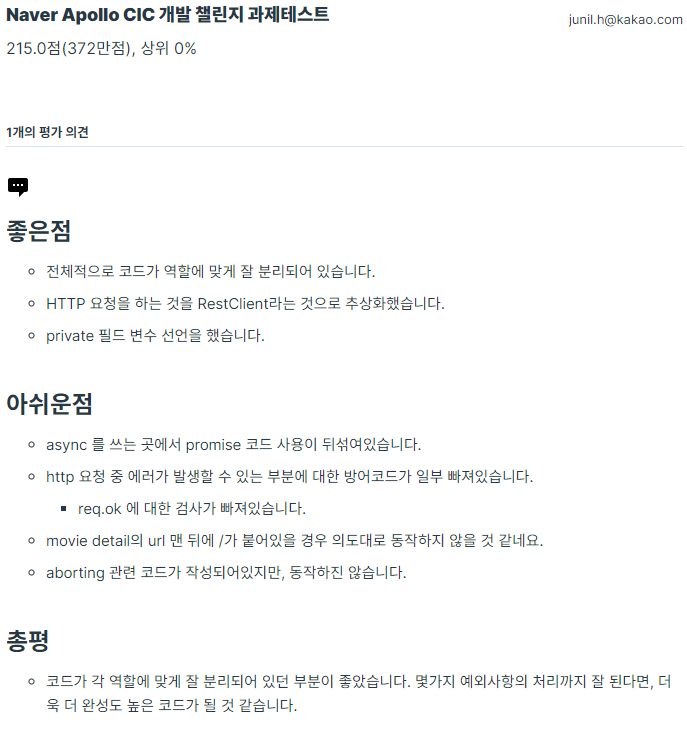 Naver Apollo CIC 개발 챌린지 과제테스트
junil.h@kakao.com
215.0점(372만점), 상위 0%
1개의 평가 의견
좋은점
전체적으로 코드가 역할에 맞게 잘 분리되어 있습니다.
HTTP 요청을 하는 것을 RestClient라는 것으로 추상화했습니다.
private 필드 변수 선언을 했습니다.
아쉬운점
async 를 쓰는 곳에서 promise 코드 사용이 뒤섞여있습니다.
http 요청 중 에러가 발생할 수 있는 부분에 대한 방어코드가 일부 빠져있습니다.
req.ok 에 대한 검사가 빠져있습니다.
movie detail의 url 맨 뒤에 /가 붙어있을 경우 의도대로 동작하지 않을 것 같네요.
aborting 관련 코드가 작성되어있지만, 동작하진 않습니다.
총평
코드가 각 역할에 맞게 잘 분리되어 있던 부분이 좋았습니다. 몇가지 예외사항의 처리까지 잘 된다면, 더
욱 더 완성도 높은 코드가 될 것 같습니다.